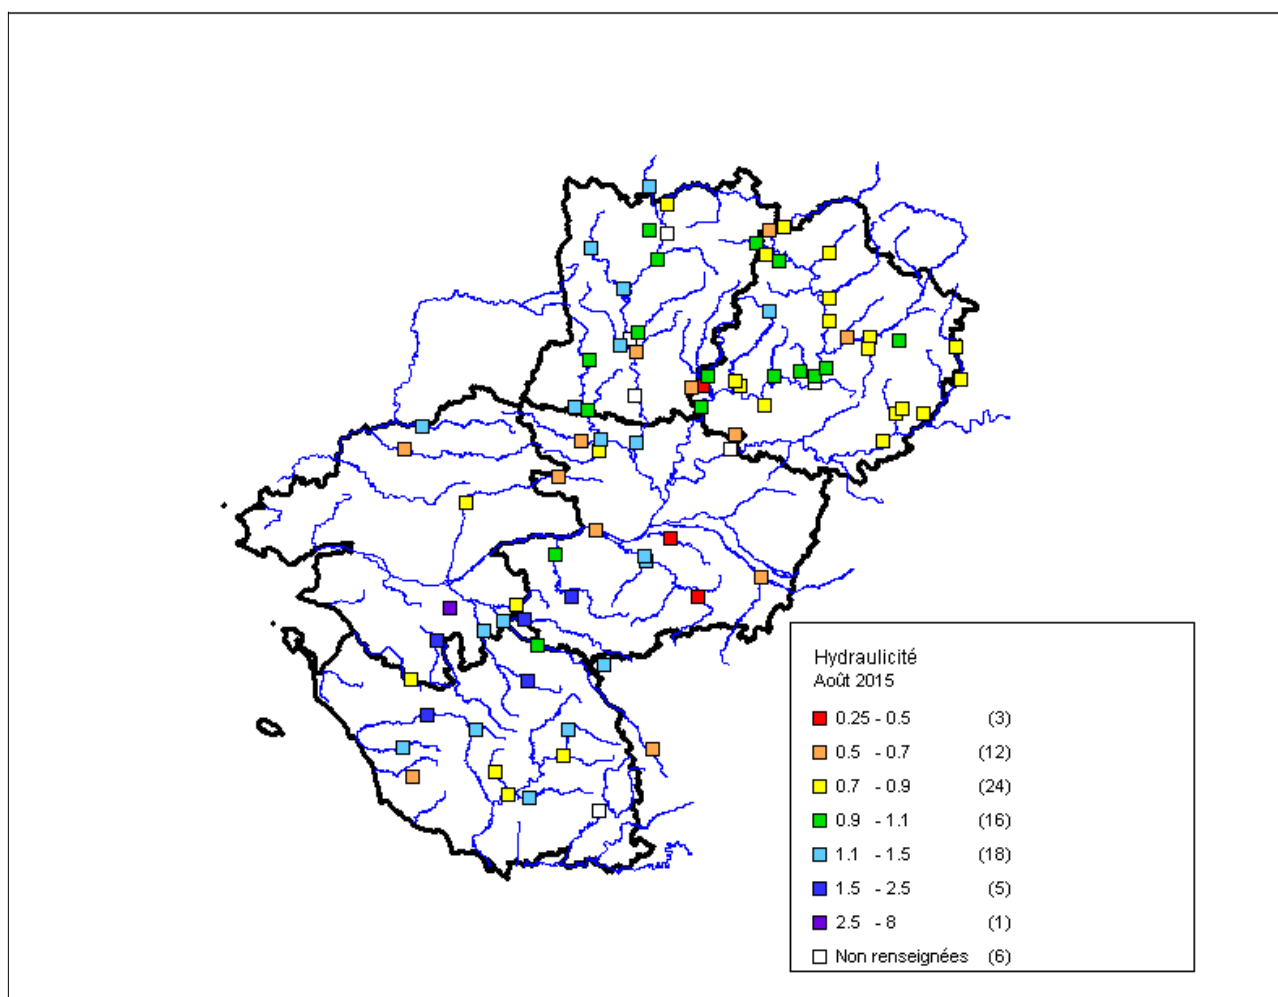 Hydraulicité
Août 2015
0.25 - 0.5 (3)
0.5 - 0.7 (12)
0.7 - 0.9 (24)
0.9 - 1.1 (16)
1.1 - 1.5 (18)
1.5 - 2.5 (5)
2.5 - 8 (1)
Non renseignées (6)